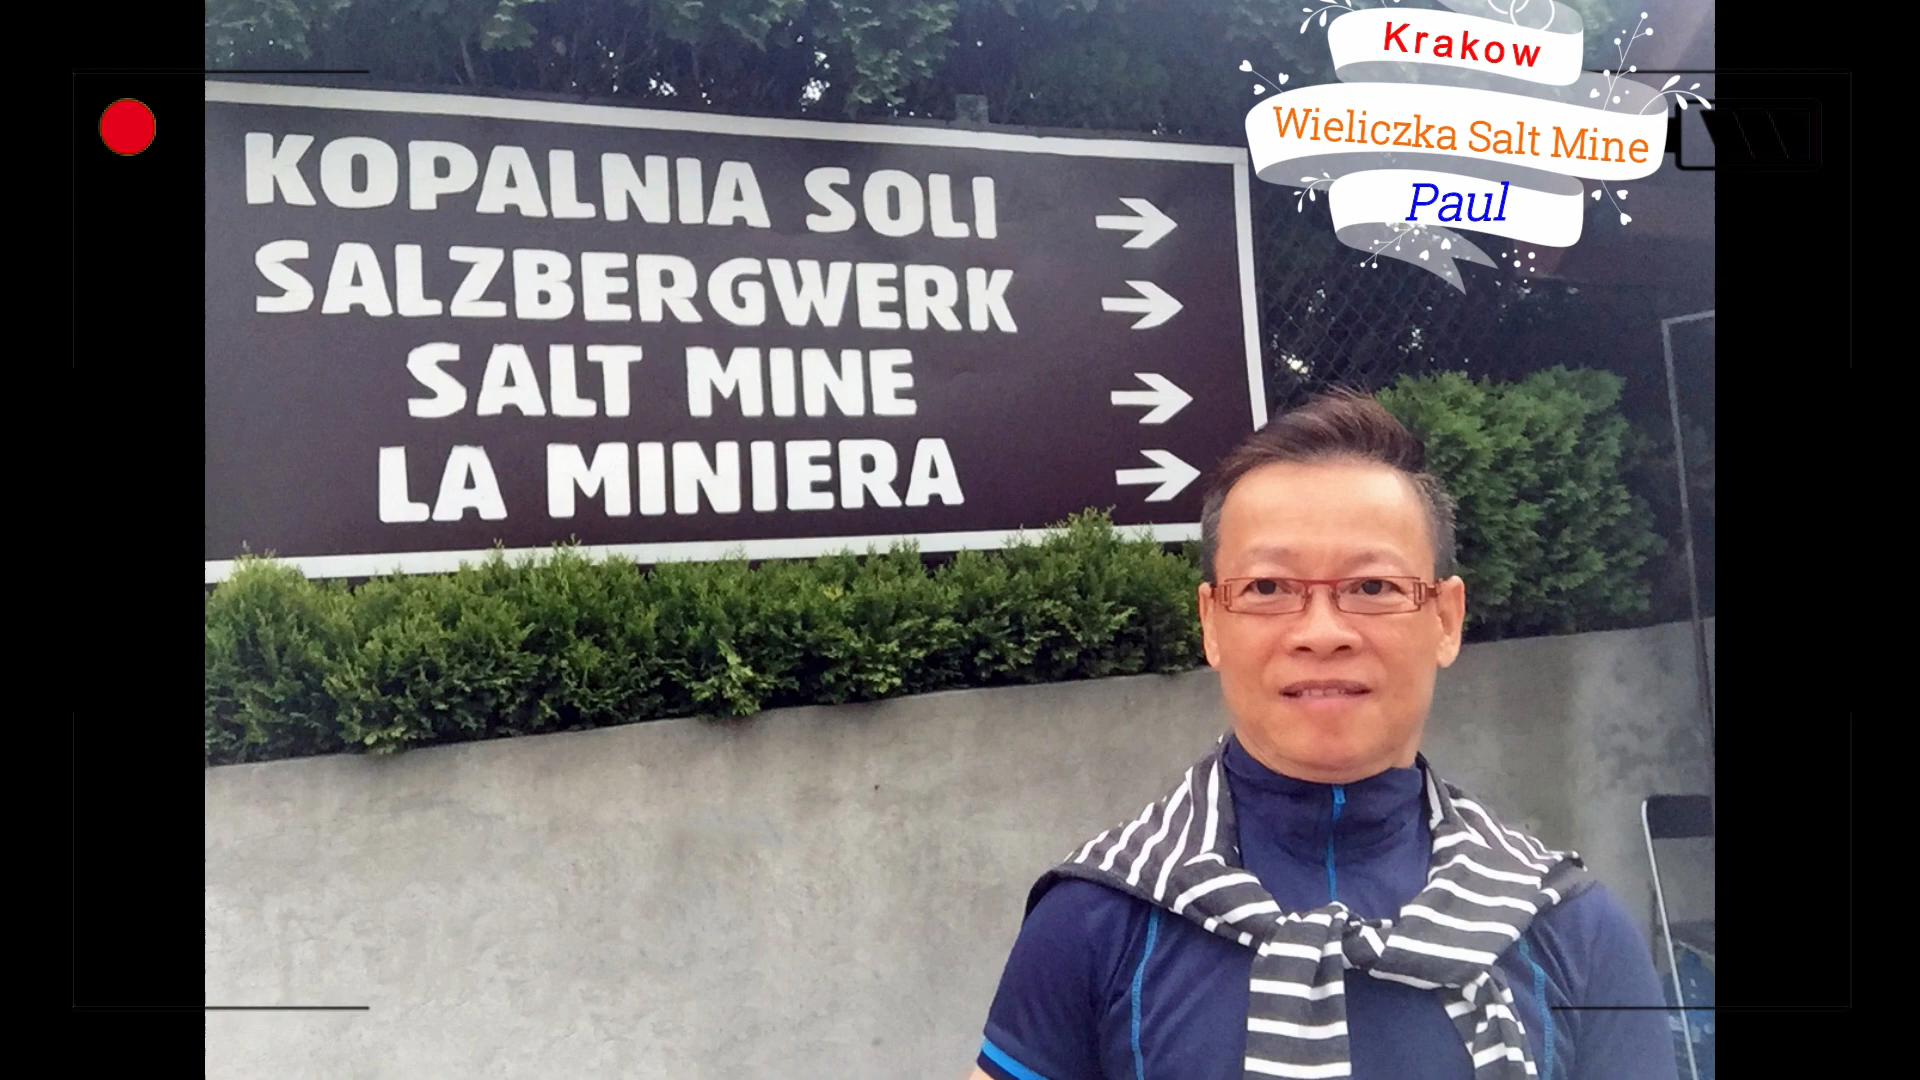 KOPALNIA SOLI →
SALZBERGWERK →
SALT MINE →
LA MINIERA →
Krakow
Wieliczka Salt Mine
Paul